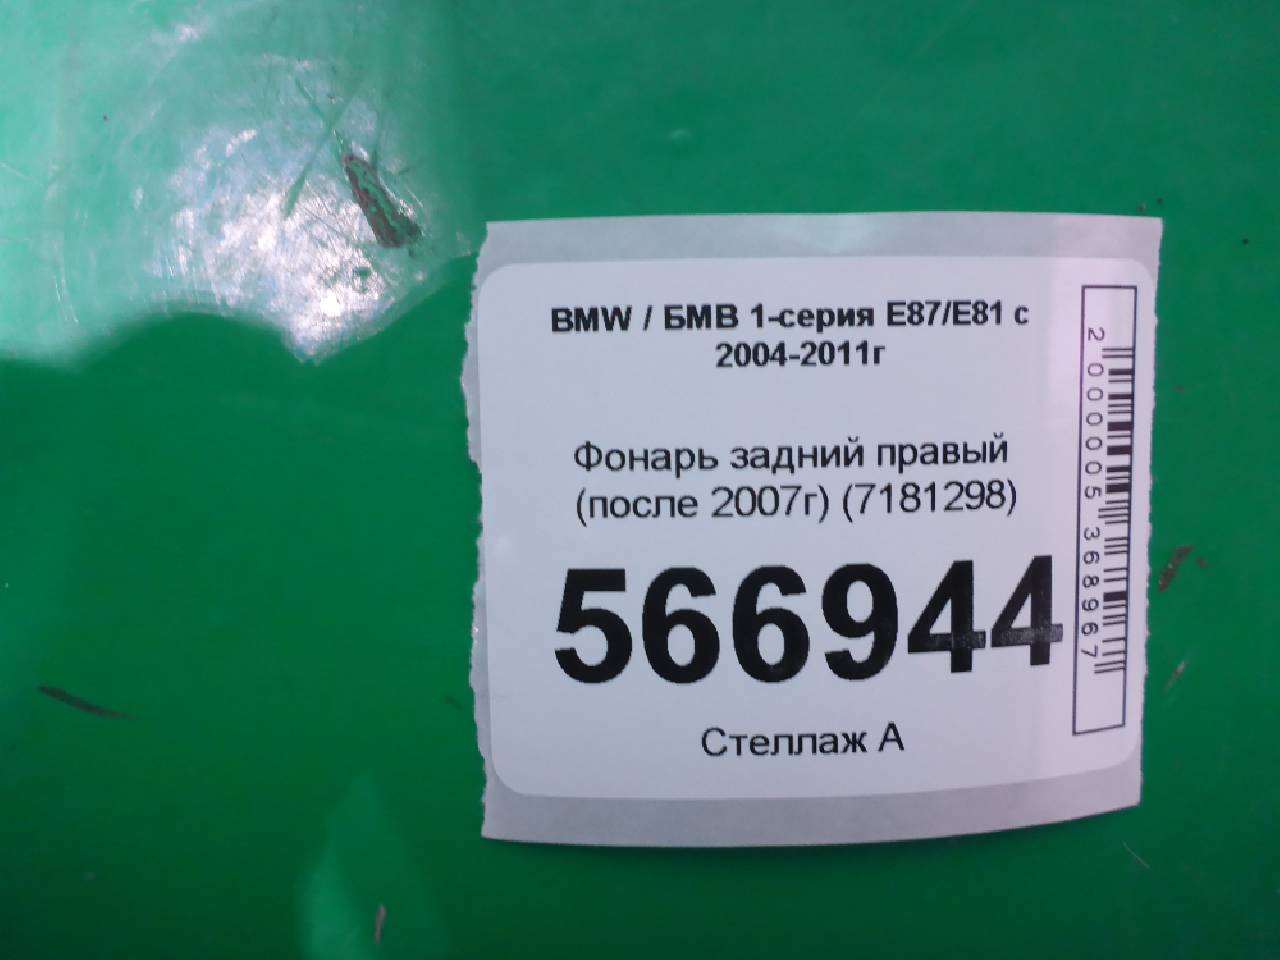 BMW / БМВ 1-серия E87/E81 с
2004-2011г
Фонарь задний правый
(после 2007г) (7181298)
566944
Стеллаж А
2000005368967